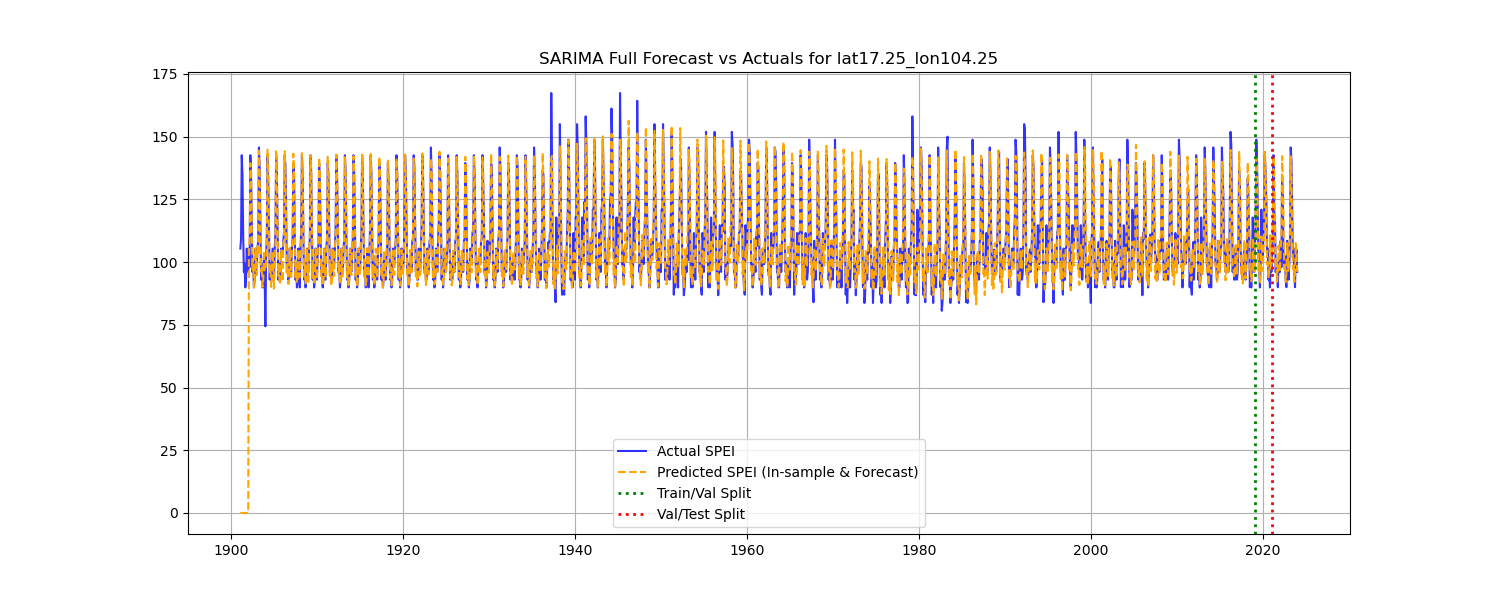 SARIMA Full Forecast vs Actuals for lat17.25_lon104.25
175
150
125
100
75
50
25
0
Actual SPEI
Predicted SPEI (In-sample & Forecast)
Train/Val Split
Val/Test Split
1900 1920 1940 1960 1980 2000 2020